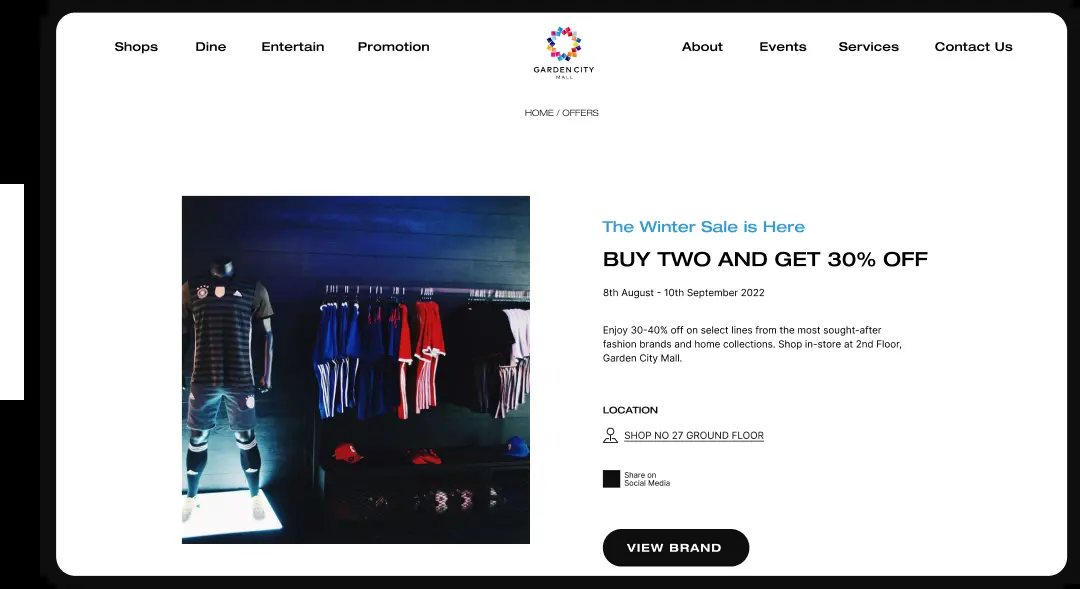 Shops Dine Entertain Promotion
GARDEN CITY
MALL
About Events Services Contact Us
HOME / OFFERS
The Winter Sale is Here
BUY TWO AND GET 30% OFF
8th August - 10th September 2022
Enjoy 30-40% off on select lines from the most sought-after
fashion brands and home collections. Shop in-store at 2nd Floor,
Garden City Mall.
LOCATION
SHOP NO 27 GROUND FLOOR
Share on
Social Media
VIEW BRAND